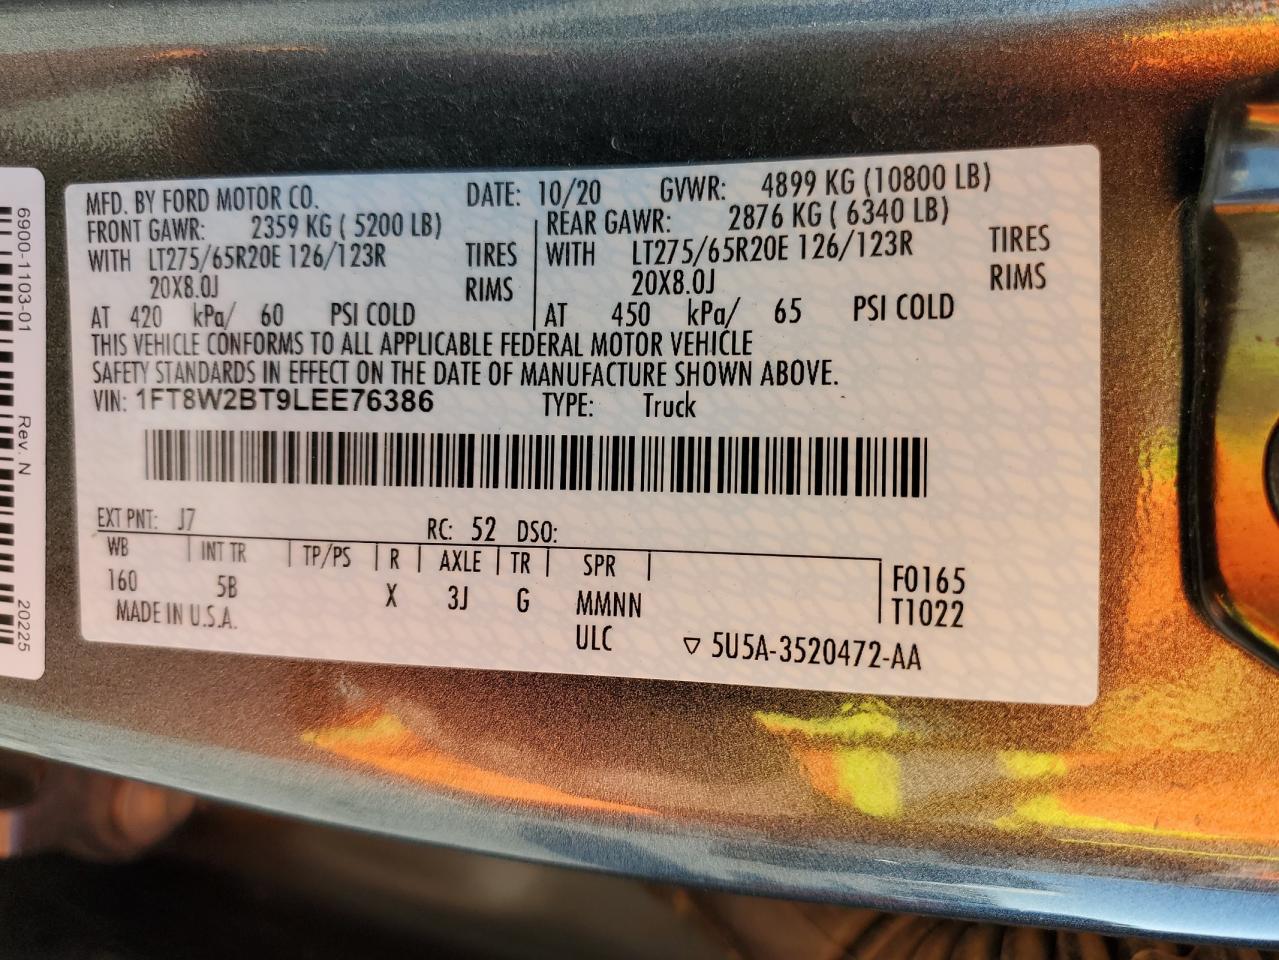 MFD. BY FORD MOTOR CO. DATE: 10/20 GVWR: 4899 KG (10800 LB)
FRONT GAWR: 2359 KG ( 5200 LB) REAR GAWR: 2876 KG ( 6340 LB)
WITH LT275/65R20E 126/123R TIRES WITH LT275/65R20E 126/123R TIRES
20X8.0J RIMS 20X8.0J RIMS
AT 420 kPa/ 60 PSI COLD AT 450 kPa/ 65 PSI COLD
THIS VEHICLE CONFORMS TO ALL APPLICABLE FEDERAL MOTOR VEHICLE
SAFETY STANDARDS IN EFFECT ON THE DATE OF MANUFACTURE SHOWN ABOVE.
VIN: 1FT8W2BT9LEE76386 TYPE: Truck
EXT PNT: J7 RC: 52 DSO:
WB INT TR TP/PS R AXLE TR SPR
160 5B X 3J G MMNN F0165
MADE IN U.S.A. ULC T1022
▽ 5U5A-3520472-AA
6900-1103-01 Rev. N 20225